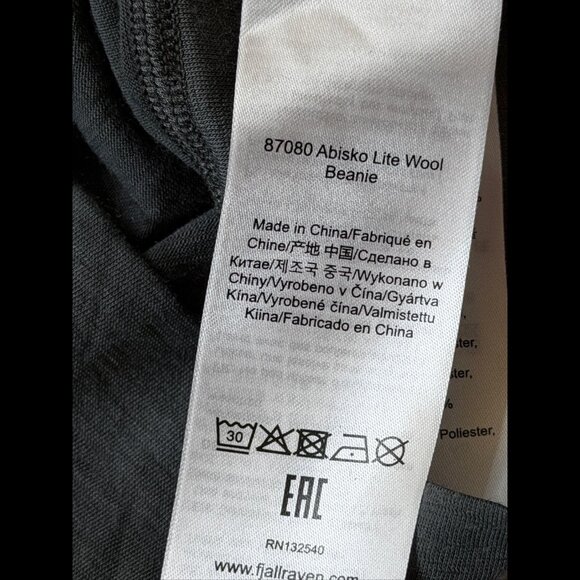 87080 Abisko Lite Wool
Beanie
Made in China/Fabriqué en
Chine/产地 中国/Сделано в
Китае/제조국 중국/Wykonano w
Chiny/Vyrobeno v Čína/Gyártva
Kína/Vyrobené čína/Valmistettu
Kiina/Fabricado en China
30
EAC
RN132540
www.fjallraven.com
Polyester,